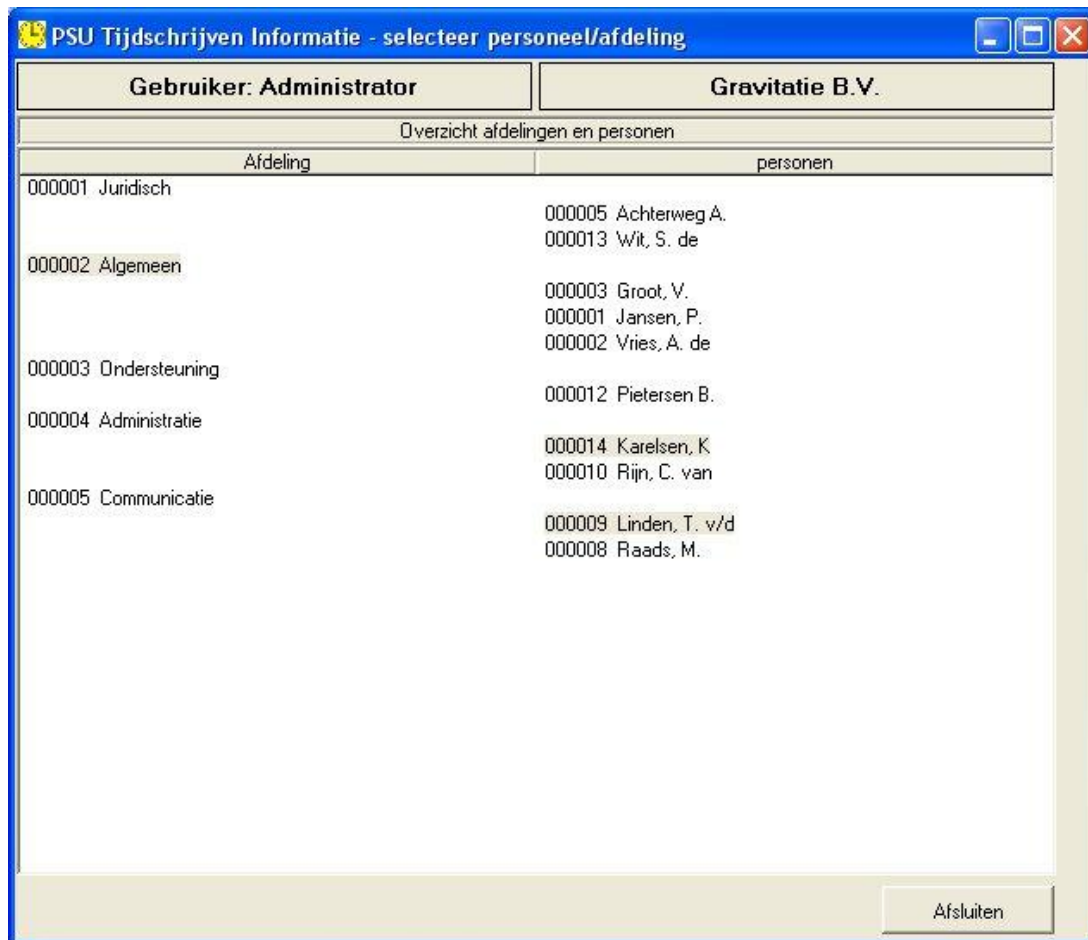 PSU Tijdschrijven Informatie - selecteer personeel/afdeling
Gebruiker: Administrator Gravitatie B.V.
Overzicht afdelingen en personen
Afdeling personen
000001 Juridisch
000005 Achterweg A.
000013 Wit, S. de
000002 Algemeen
000003 Groot, V.
000001 Jansen, P.
000002 Vries, A. de
000003 Ondersteuning
000012 Pietersen B.
000004 Administratie
000014 Karelsen, K
000010 Rijn, C. van
000005 Communicatie
000009 Linden, T. v/d
000008 Raads, M.
Afsluiten